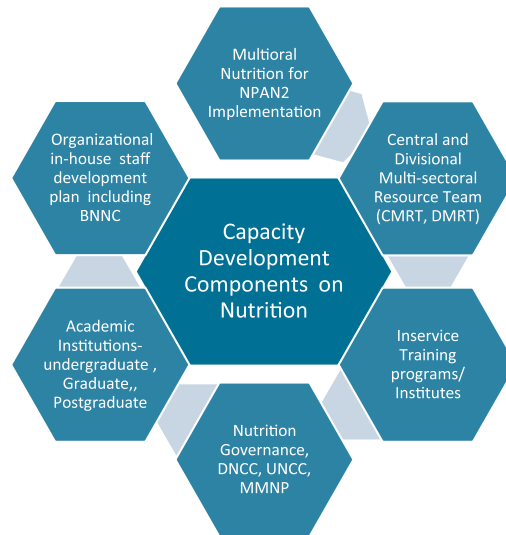 Multioral
Nutrition for
NPAN2
Implementation
Central and
Divisional
Multi-sectoral
Resource Team
(CMRT, DMRT)
Inservice
Training
programs/
Institutes
Nutrition
Governance,
DNCC, UNCC,
MMNP
Academic
Institutions-
undergraduate ,
Graduate,,
Postgraduate
Organizational
in-house staff
development
plan including
BNNC
Capacity
Development
Components on
Nutrition